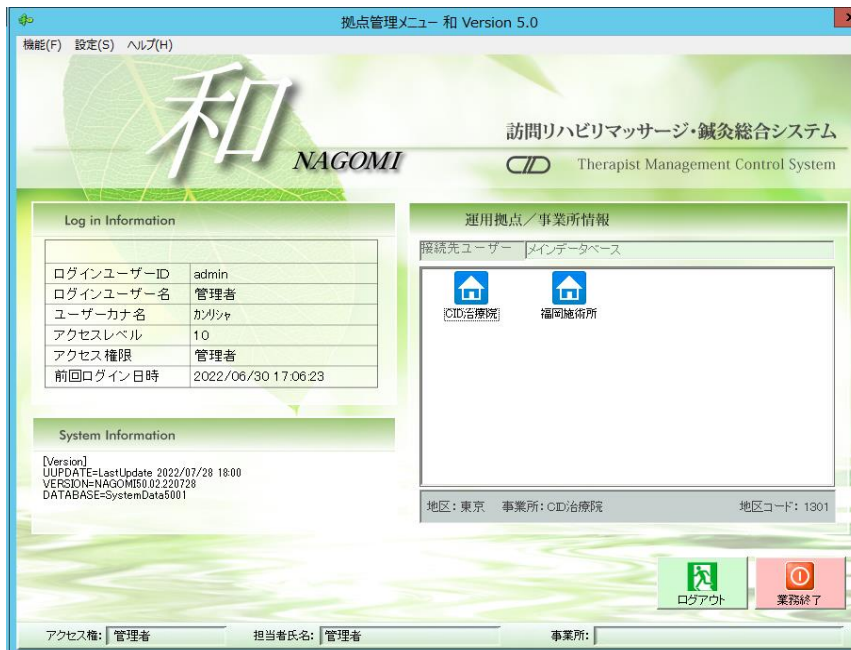 拠点管理メニュー 和 Version 5.0
x
機能(F) 設定(S) ヘルプ(H)
和
NAGOMI
訪問リハビリマッサージ・鍼灸総合システム
CID Therapist Management Control System
Log in Information
ログインユーザーID admin
ログインユーザー名 管理者
ユーザーカナ名 カンリシャ
アクセスレベル 10
アクセス権限 管理者
前回ログイン日時 2022/06/30 17:06:23
System Information
[Version]
UUPDATE=LastUpdate 2022/07/28 18:00
VERSION=NAGOMI50.02.220728
DATABASE=SystemData5001
運用拠点／事業所情報
接続先ユーザー メインデータベース
CID治療院 福岡施術所
地区：東京 事業所：CID治療院 地区コード：1301
ログアウト 業務終了
アクセス権: 管理者 担当者氏名: 管理者 事業所: